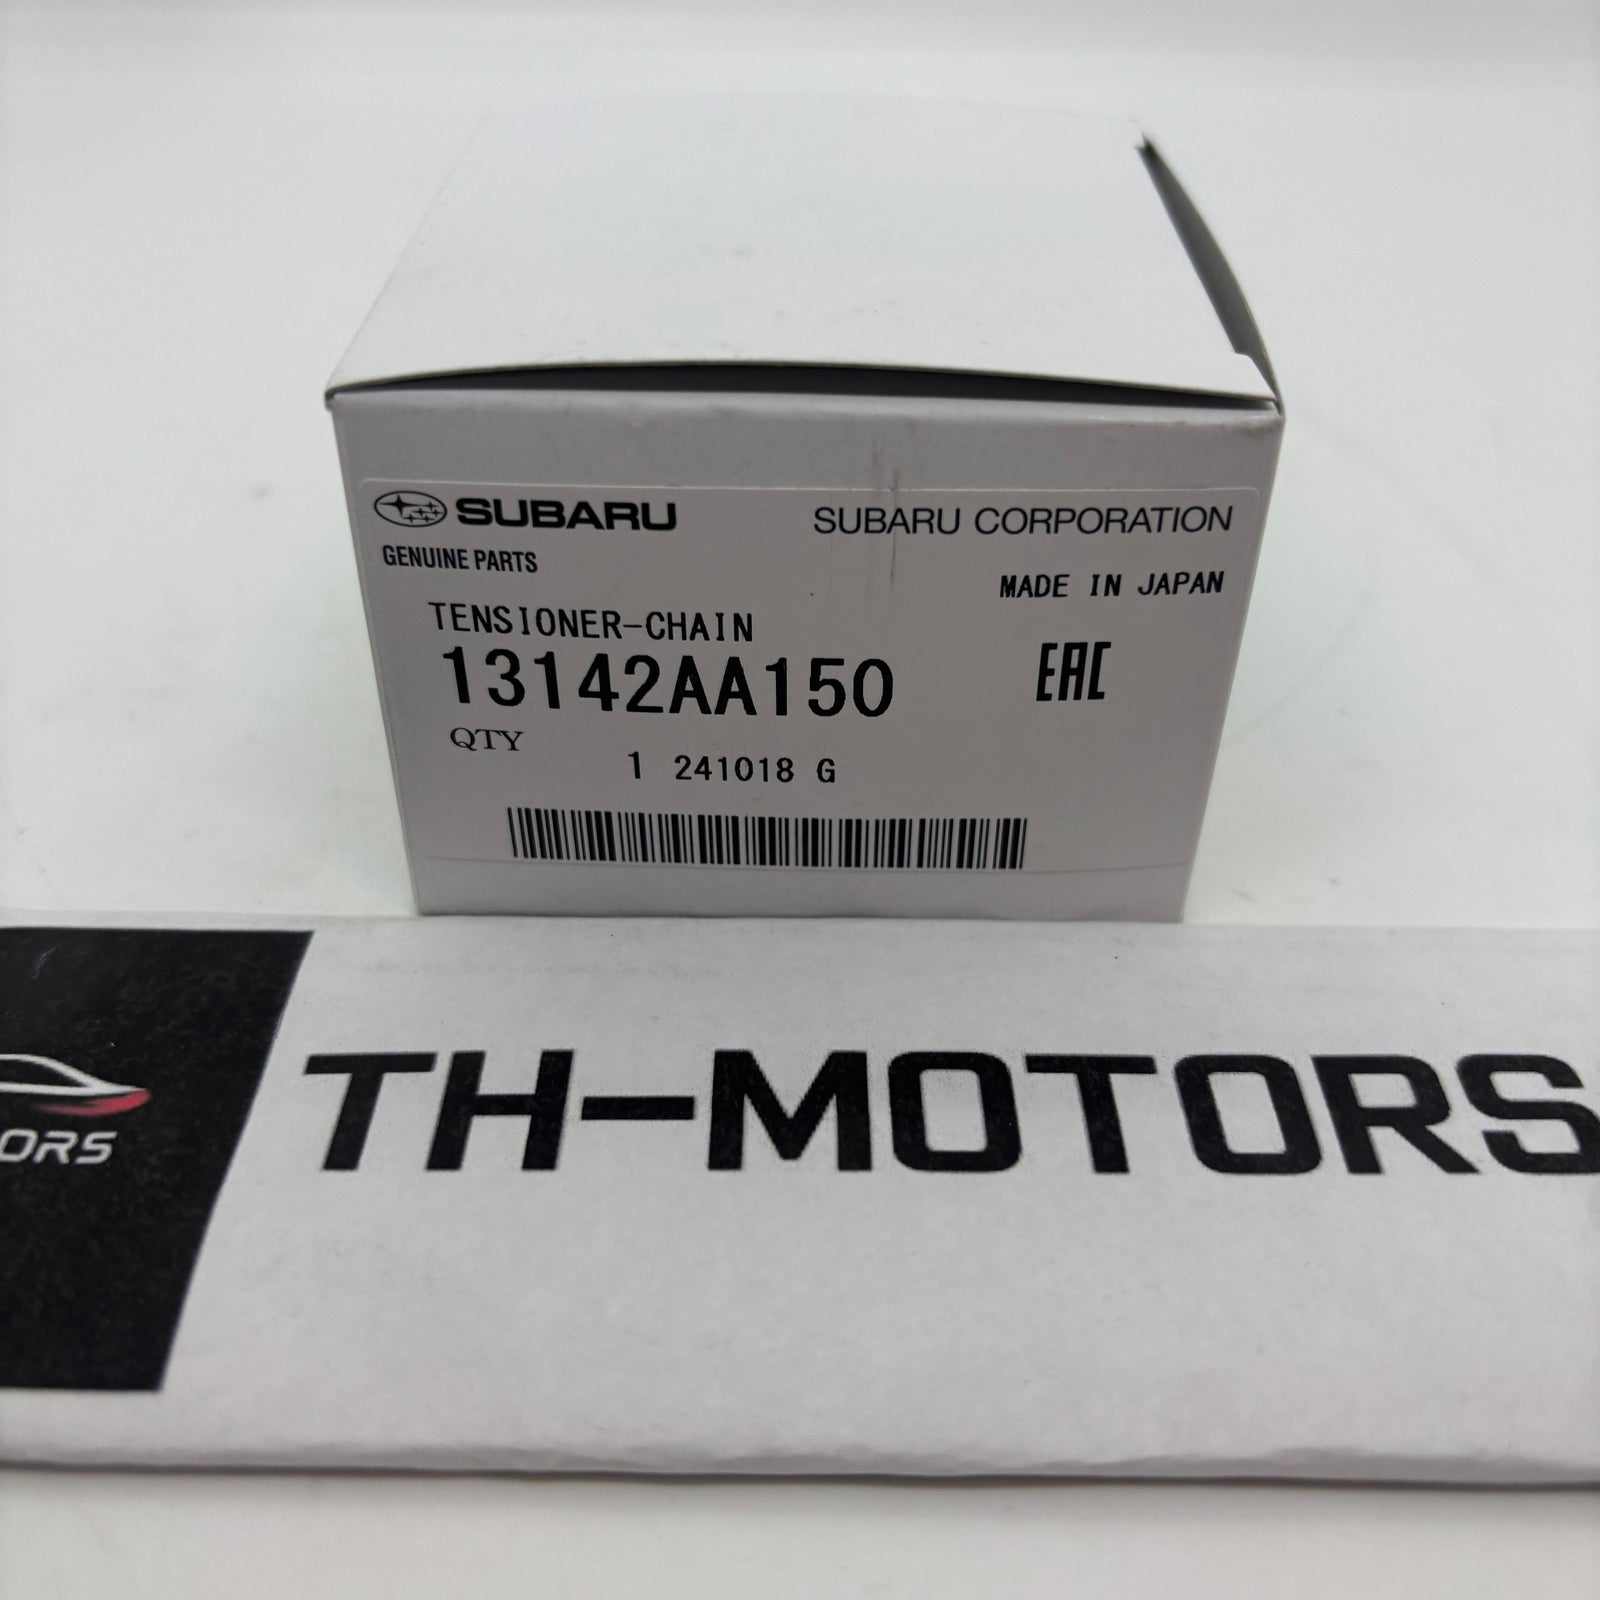 SUBARU
SUBARU CORPORATION
GENUINE PARTS
MADE IN JAPAN
TENSIONER-CHAIN
13142AA150
EAC
QTY
1 241018 G
TH-MOTORS
ORS